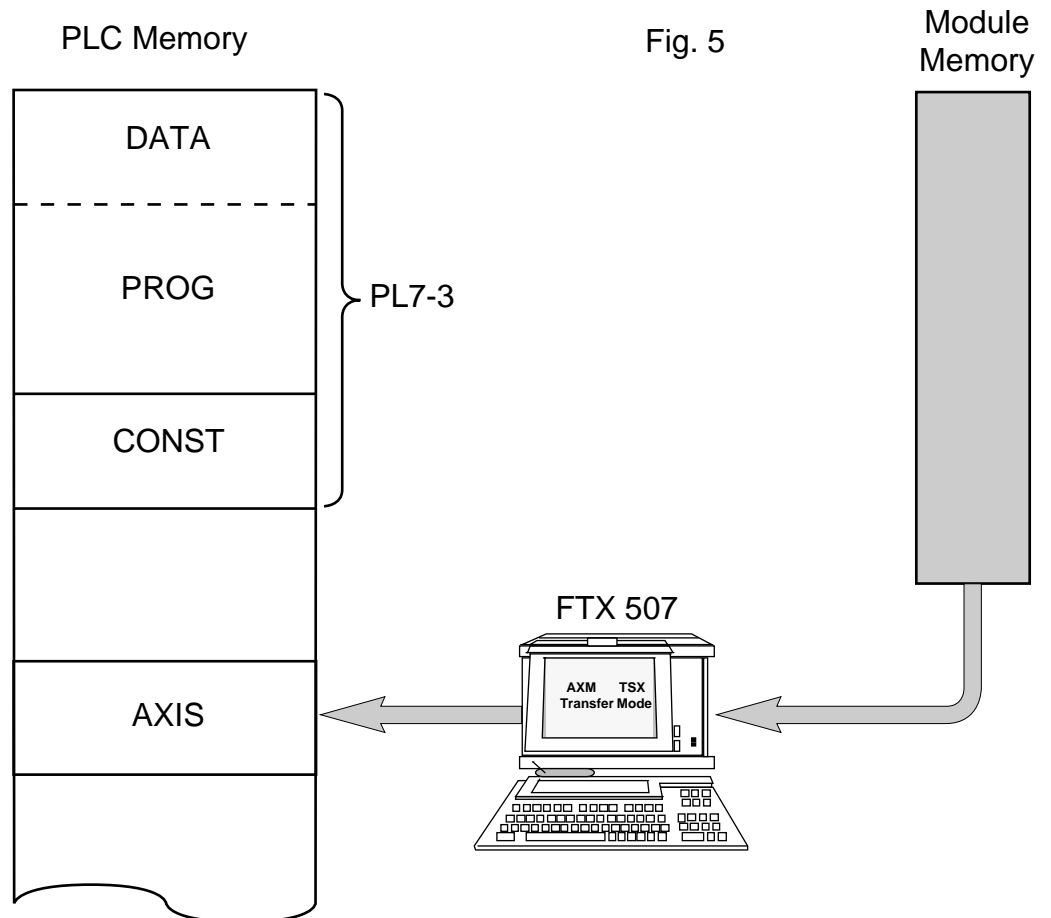 PLC Memory
Fig. 5
Module
Memory
DATA
PROG
PL7-3
CONST
FTX 507
AXM TSX
Transfer Mode
AXIS